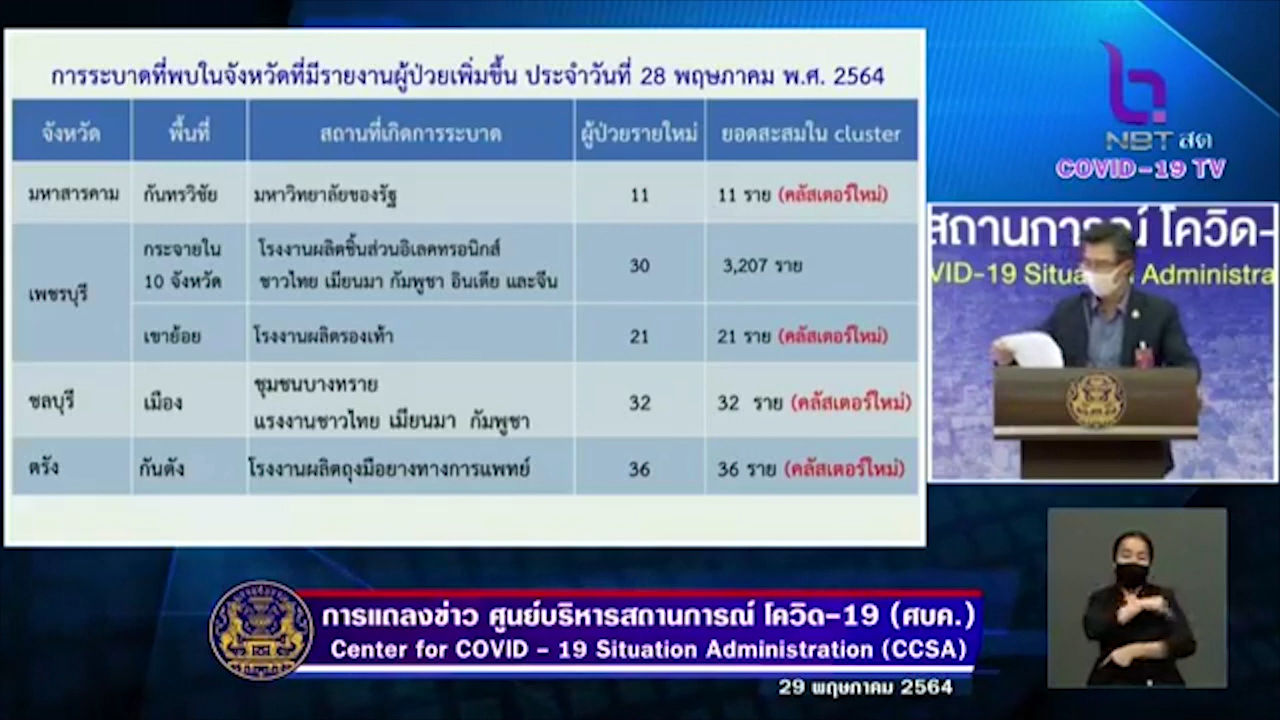 การระบาดที่พบในจังหวัดที่มีรายงานผู้ป่วยเพิ่มขึ้น ประจำวันที่ 28 พฤษภาคม พ.ศ. 2564
จังหวัด พื้นที่ สถานที่เกิดการระบาด ผู้ป่วยรายใหม่ ยอดสะสมใน cluster
มหาสารคาม กันทรวิชัย มหาวิทยาลัยของรัฐ 11 11 ราย (คลัสเตอร์ใหม่)
เพชรบุรี
กระจายใน
10 จังหวัด
โรงงานผลิตชิ้นส่วนอิเลคทรอนิกส์
ชาวไทย เมียนมา กัมพูชา อินเดีย และจีน
30 3,207 ราย
เขาย้อย โรงงานผลิตรองเท้า 21 21 ราย (คลัสเตอร์ใหม่)
ชลบุรี เมือง
ชุมชนบางทราย
แรงงานชาวไทย เมียนมา กัมพูชา
32 32 ราย (คลัสเตอร์ใหม่)
ตรัง กันตัง โรงงานผลิตถุงมือยางทางการแพทย์ 36 36 ราย (คลัสเตอร์ใหม่)
NBT สด
COVID-19 TV
สถานการณ์ โควิด-
VID-19 Situa Administra
การแถลงข่าว ศูนย์บริหารสถานการณ์ โควิด-19 (ศบค.)
Center for COVID - 19 Situation Administration (CCSA)
29 พฤษภาคม 2564